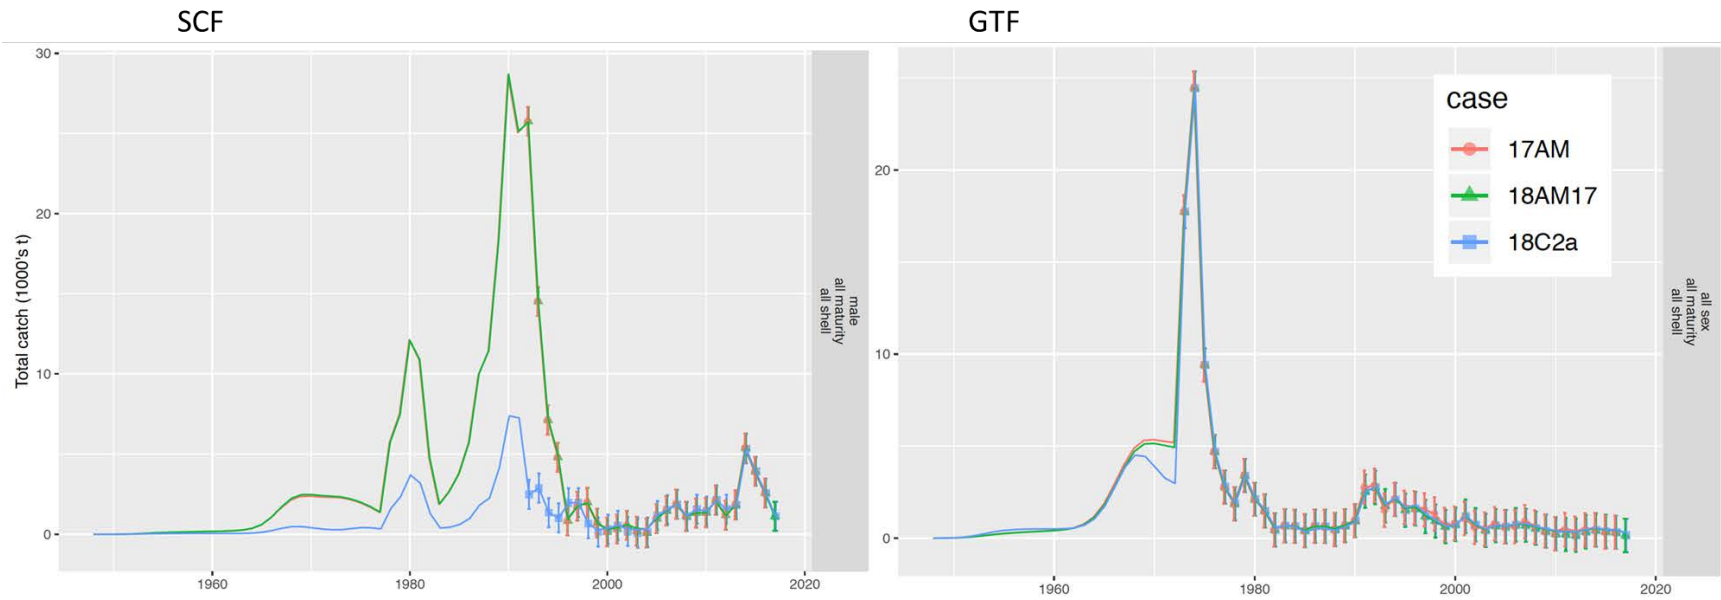 SCF
GTF
Total catch (1000's t)
30
20
10
0
1960
1980
2000
2020
male
all maturity
all shell
20
10
0
1960
1980
2000
2020
all sex
all maturity
all shell
case
17AM
18AM17
18C2a